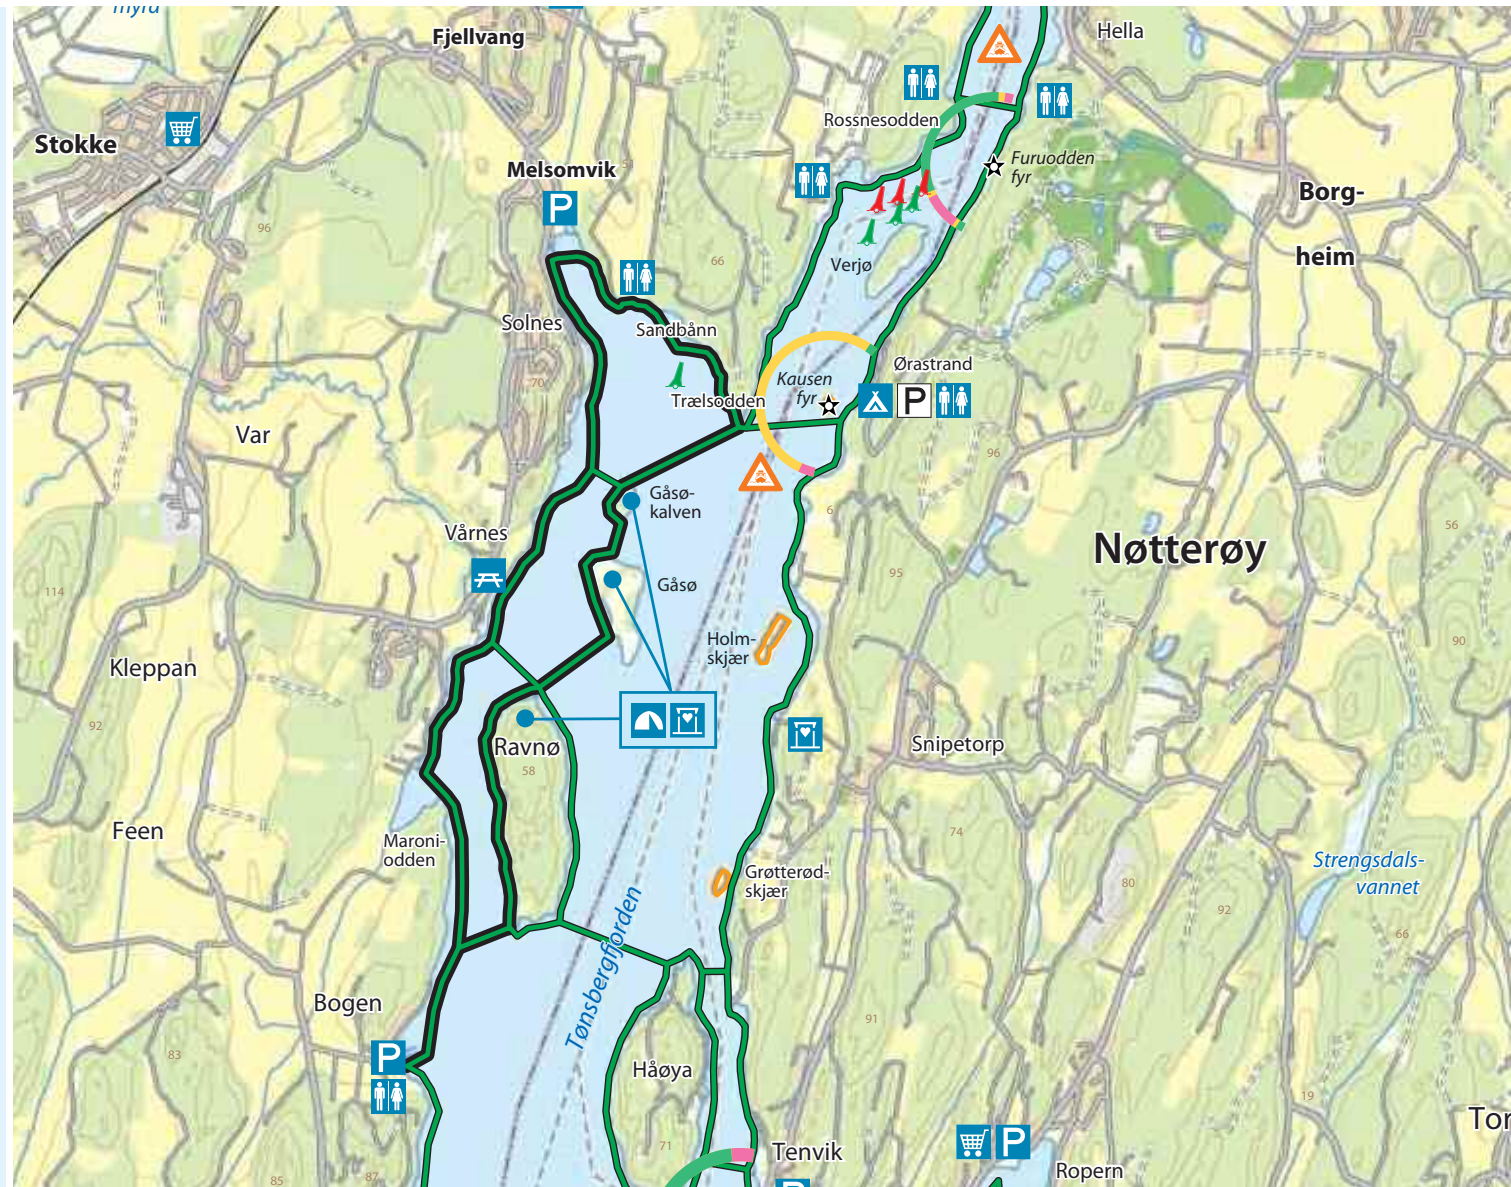 myra
Fjellvang
Hella
Stokke
Rossnesodden
Melsomvik
P
Furuodden
fyr
Borg-
heim
96
66
Verjø
Solnes
Sandbånn
70
Kausen
fyr
Ørastrand
P
Trælsodden
Var
96
Gåsø-
kalven
6
56
Vårnes
Nøtterøy
Gåsø
95
114
Holm-
skjær
90
Kleppan
92
Ravnø
58
Snipetorp
Feen
Maroni-
odden
74
Grøtterød-
skjær
80
Strengsdals-
vannet
92
66
Tønsbergfjorden
Bogen
91
83
P
Håøya
19
Tor
71
Tenvik
P
Ropern
85
87
P